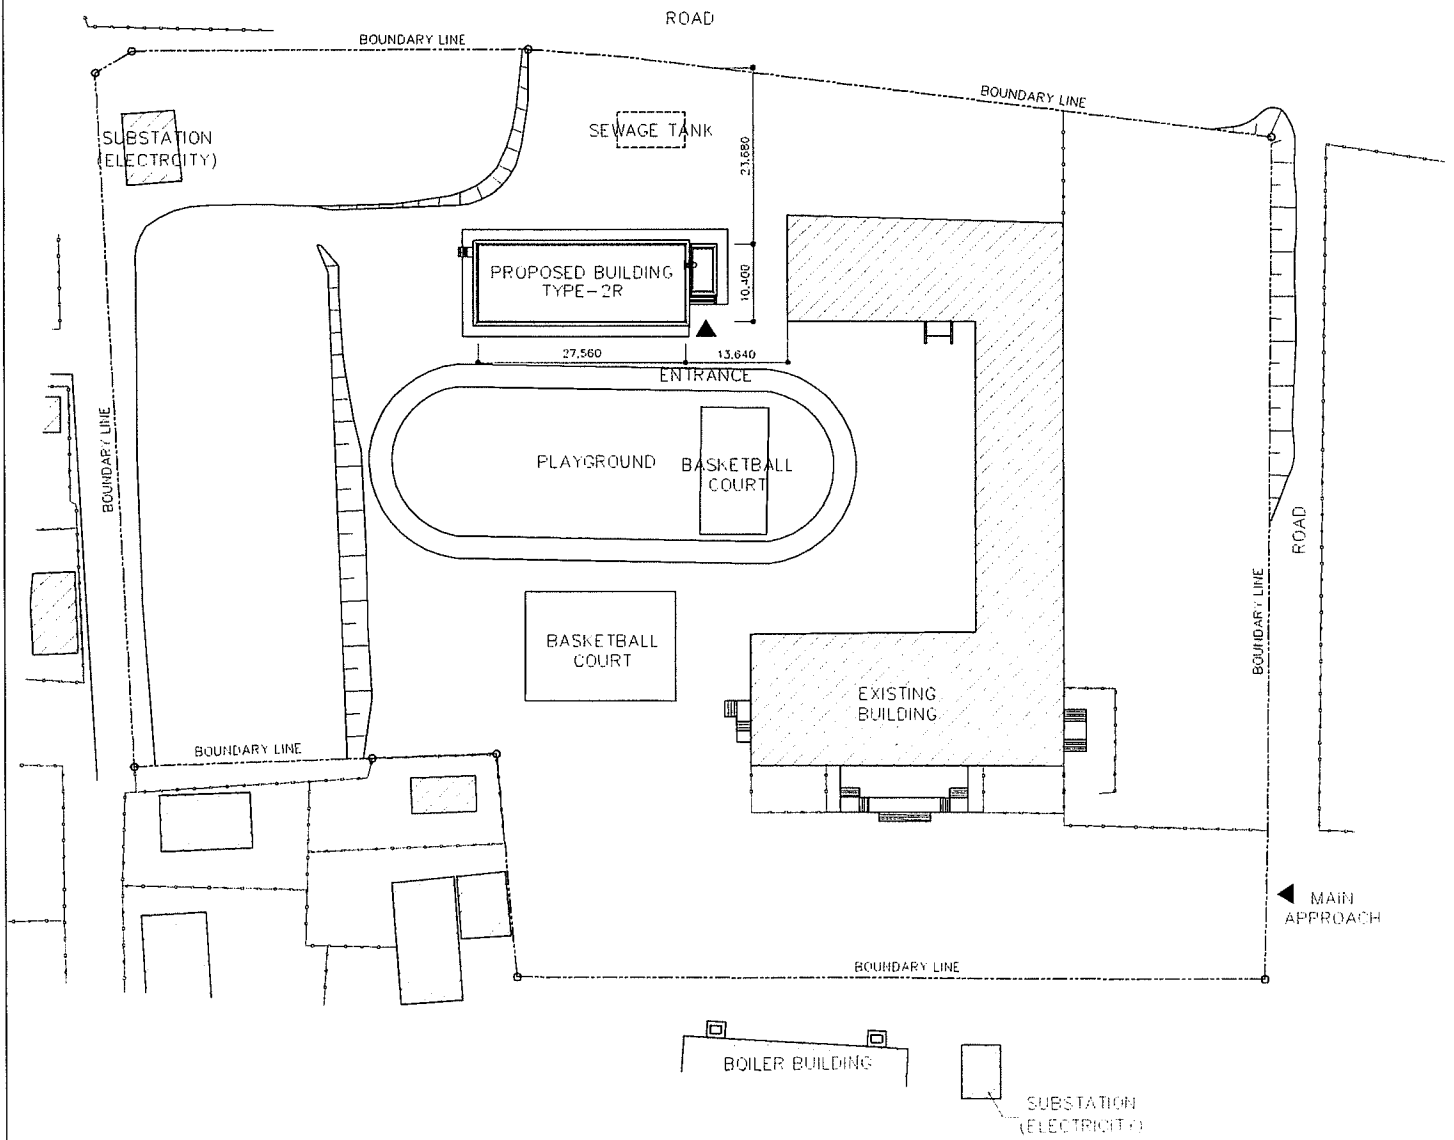 ROAD
BOUNDARY LINE
BOUNDARY LINE
SUBSTATION
(ELECTRCITY)
SEWAGE TANK
23,680
PROPOSED BUILDING
TYPE-2R
10,400
27,560
13,640
ENTRANCE
BOUNDARY LINE
PLAYGROUND
BASKETBALL
COURT
ROAD
BOUNDARY LINE
BASKETBALL
COURT
EXISTING
BUILDING
BOUNDARY LINE
MAIN
APPROACH
BOUNDARY LINE
BOILER BUILDING
SUBSTATION
(ELECTRICITY)